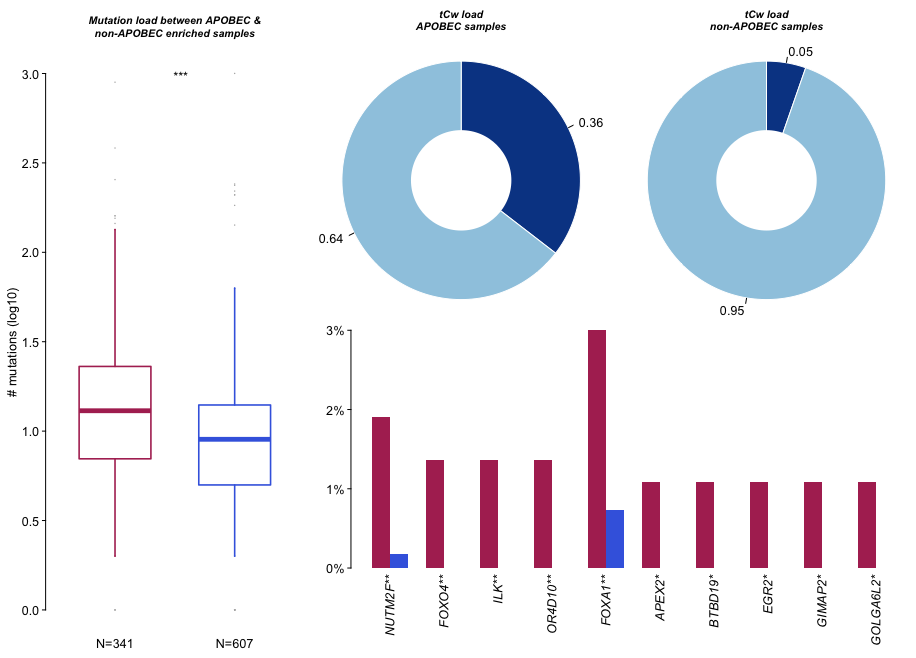 Mutation load between APOBEC &
non-APOBEC enriched samples
***
# mutations (log10)
3.0
2.5
2.0
1.5
1.0
0.5
0.0
N=341
N=607
tCw load
APOBEC samples
0.36
0.64
tCw load
non-APOBEC samples
0.05
0.95
3%
2%
1%
0%
NUTM2F**
FOXO4**
ILK**
OR4D10**
FOXA1**
APEX2*
BTBD19*
EGR2*
GIMAP2*
GOLGA6L2*